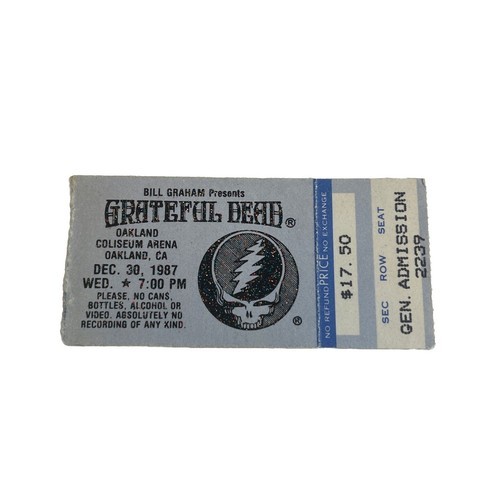 BILL GRAHAM Presents
GRATEFUL DEAD®
OAKLAND
COLISEUM ARENA
OAKLAND, CA
DEC. 30, 1987
WED. ★ 7:00 PM
PLEASE, NO CANS,
BOTTLES, ALCOHOL OR
VIDEO. ABSOLUTELY NO
RECORDING OF ANY KIND.
®
NO REFUND PRICE NO EXCHANGE
$17.50
SEC ROW SEAT
GEN. ADMISSION
2239